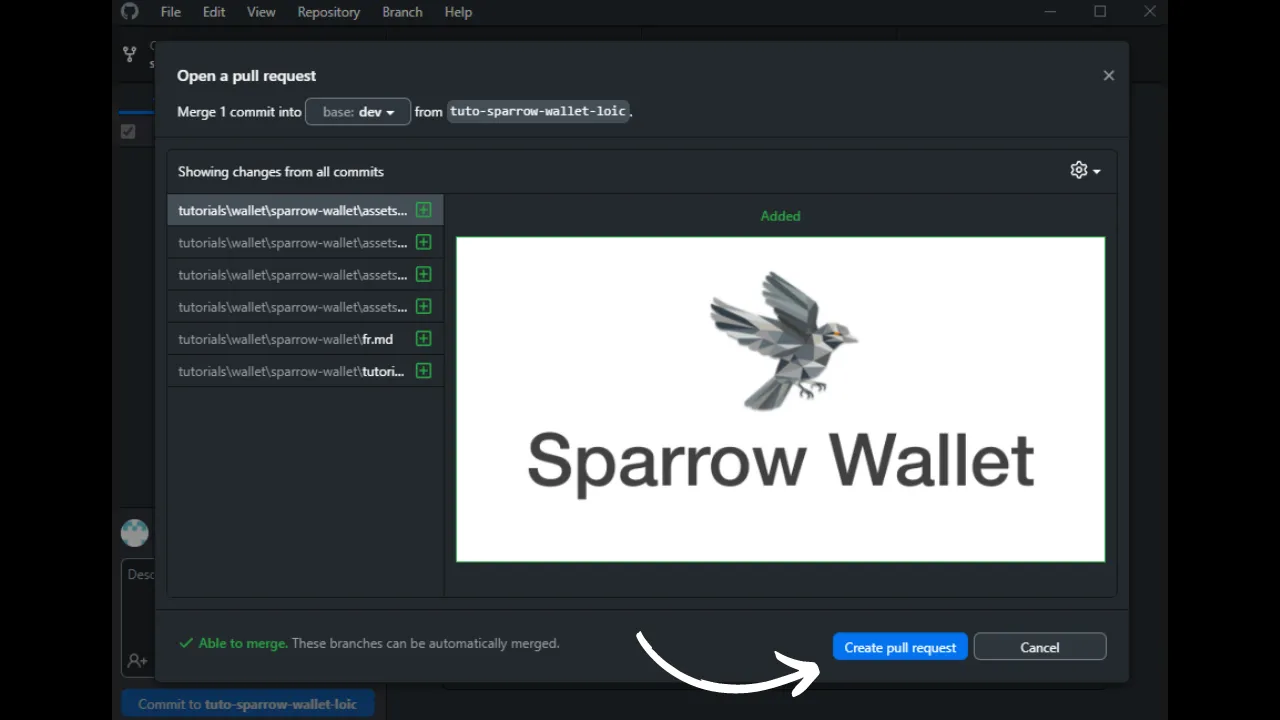 File Edit View Repository Branch Help
Open a pull request
Merge 1 commit into base: dev from tuto-sparrow-wallet-loic.
Showing changes from all commits
tutorials\wallet\sparrow-wallet\assets...
tutorials\wallet\sparrow-wallet\assets...
tutorials\wallet\sparrow-wallet\assets...
tutorials\wallet\sparrow-wallet\assets...
tutorials\wallet\sparrow-wallet\fr.md
tutorials\wallet\sparrow-wallet\tutori...
Added
Sparrow Wallet
Desc
Able to merge. These branches can be automatically merged.
Create pull request
Cancel
Commit to tuto-sparrow-wallet-loic